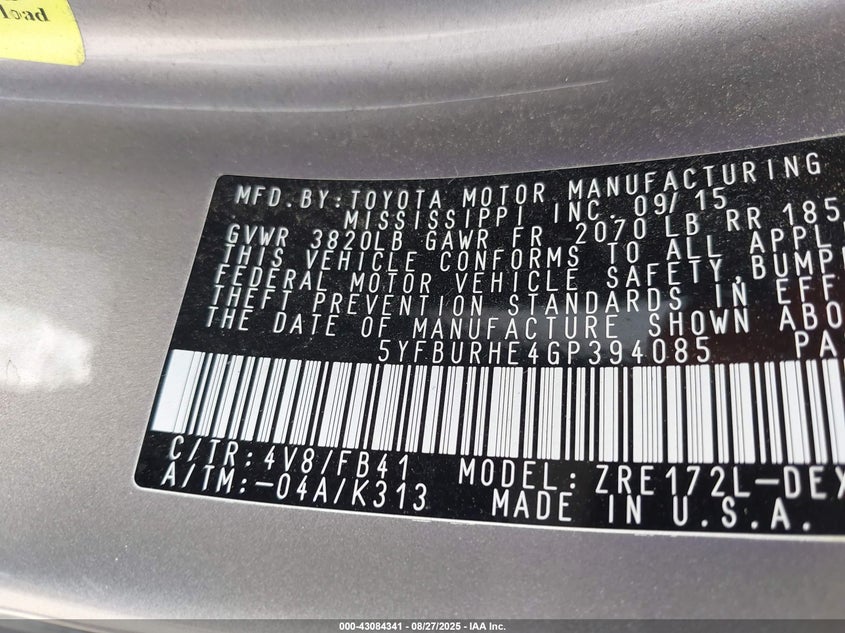 Load
MFD. BY: TOYOTA MOTOR MANUFACTURING
MISSISSIPPI INC. 09/15
GVWR 3820LB GAWR FR 2070 LB RR 185
THIS VEHICLE CONFORMS TO ALL APPL
FEDERAL MOTOR VEHICLE SAFETY, BUMP
THEFT PREVENTION STANDARDS IN EFF
THE DATE OF MANUFACTURE SHOWN ABO
5YFBURHE4GP394085 PA
C/TR: 4V8/FB41 MODEL: ZRE172L-DEX
A/TM: -04A/K313 MADE IN U.S.A.
000-43084341 | 08/27/2025 | IAA Inc.